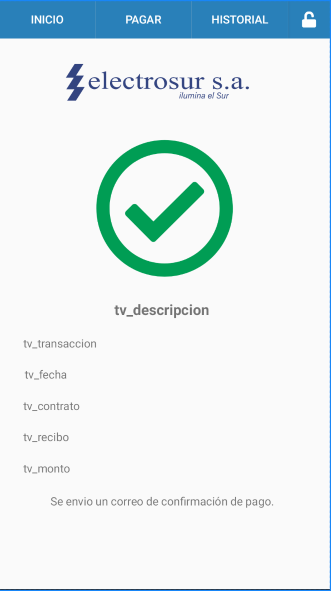 INICIO PAGAR HISTORIAL
electrosur s.a.
ilumina el Sur
tv_descripcion
tv_transaccion
tv_fecha
tv_contrato
tv_recibo
tv_monto
Se envio un correo de confirmación de pago.